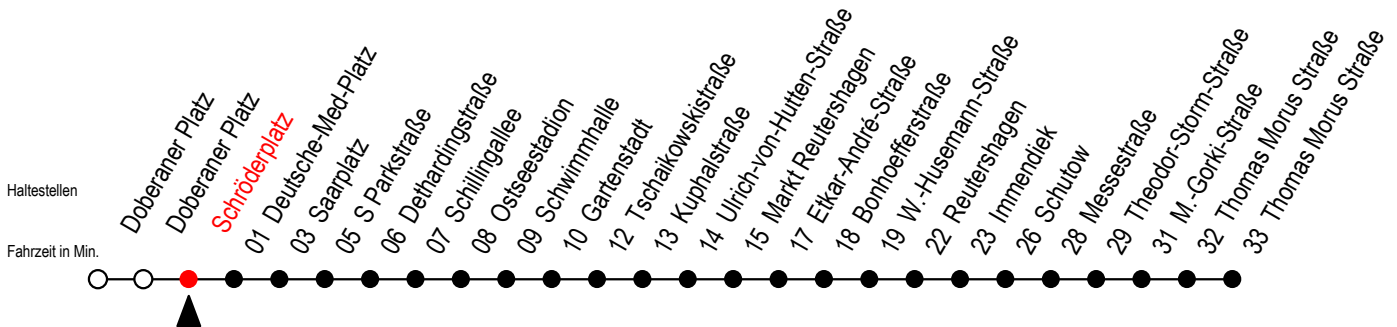 Haltestellen
Fahrzeit in Min.
Doberaner Platz
Doberaner Platz
Schröderplatz
01 Deutsche-Med-Platz
03 Saarplatz
05 S Parkstraße
06 Dethardingstraße
07 Schillingallee
08 Ostseestadion
09 Schwimmhalle
10 Gartenstadt
12 Tschaikowskistraße
13 Kuphalstraße
14 Ulrich-von-Hutten-Straße
15 Markt Reutershagen
17 Etkar-André-Straße
18 Bonhoefferstraße
19 W.-Husemann-Straße
22 Reutershagen
23 Immendiek
26 Schutow
28 Messestraße
29 Theodor-Storm-Straße
31 M.-Gorki-Straße
32 Thomas Morus Straße
33 Thomas Morus Straße